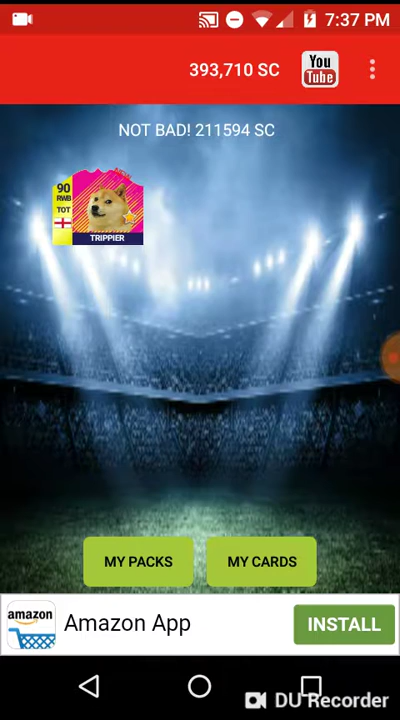 7:37 PM
393,710 SC
You
Tube
NOT BAD! 211594 SC
90
RWB
TOT
TRIPPIER
MY PACKS
MY CARDS
amazon
Amazon App
INSTALL
DU Recorder